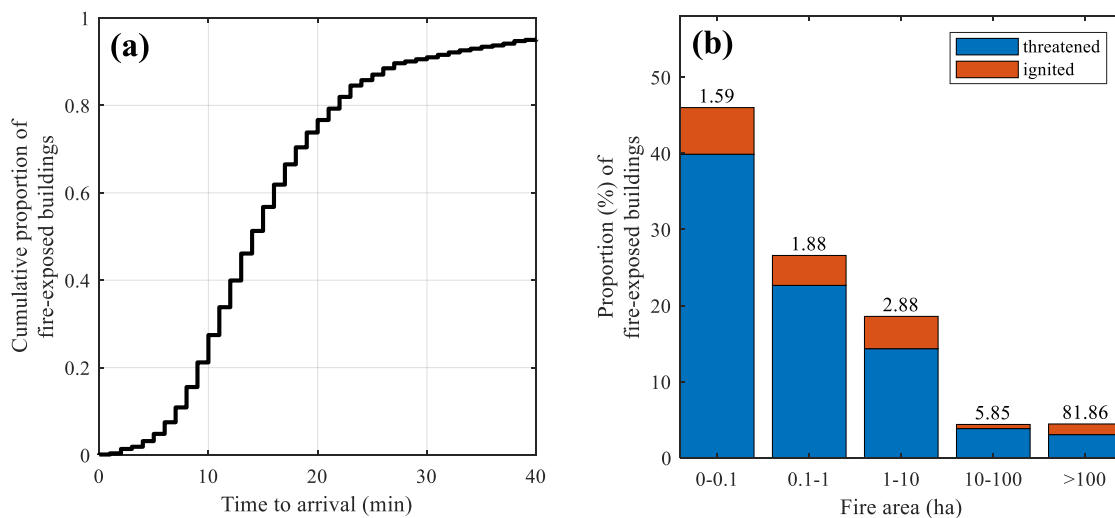 (a)
Cumulative proportion of
fire-exposed buildings
1
0.8
0.6
0.4
0.2
0
0
10
20
30
40
Time to arrival (min)
(b)
threatened
ignited
Proportion (%) of
fire-exposed buildings
50
40
30
20
10
0
1.59
1.88
2.88
5.85
81.86
0-0.1
0.1-1
1-10
10-100
>100
Fire area (ha)